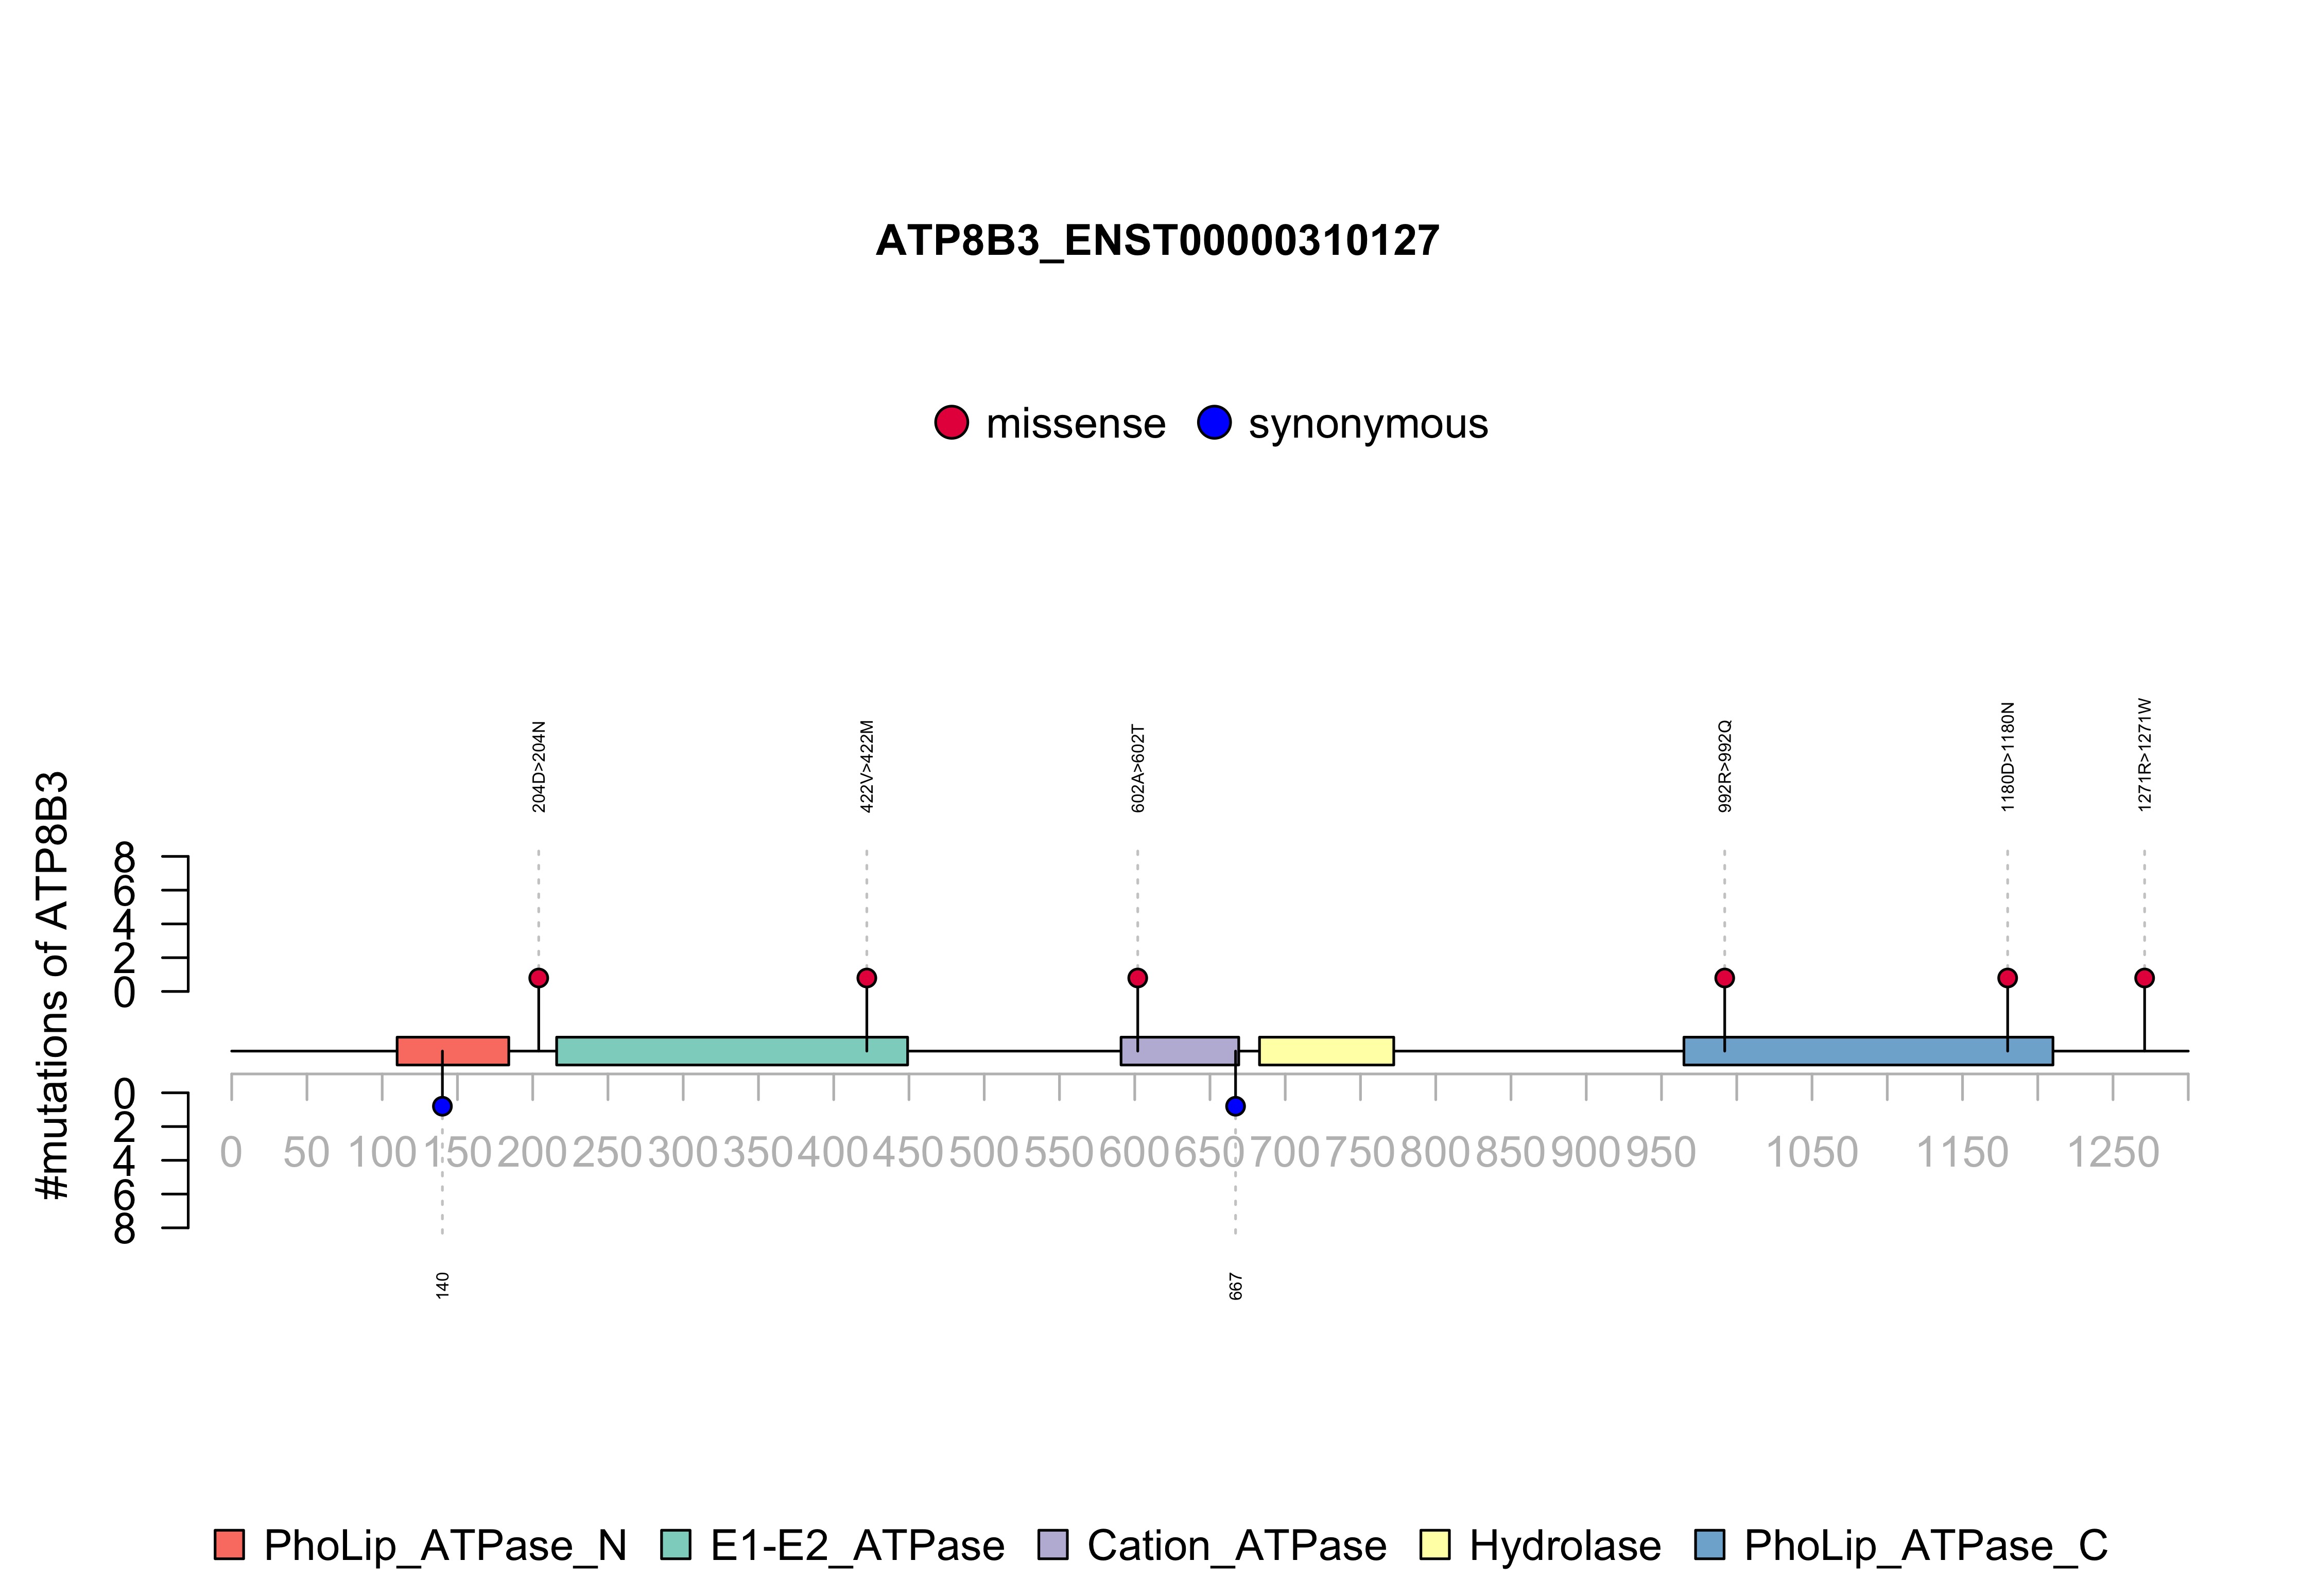 ATP8B3_ENST00000310127
missense synonymous
204D>204N 422V>422M 602A>602T 992R>992Q 1180D>1180N 1271R>1271W
#mutations of ATP8B3
8
6
4
2
0
0
2
4
6
8
0 50 100 150 200 250 300 350 400 450 500 550 600 650 700 750 800 850 900 950 1050 1150 1250
140 667
PhoLip_ATPase_N E1-E2_ATPase Cation_ATPase Hydrolase PhoLip_ATPase_C